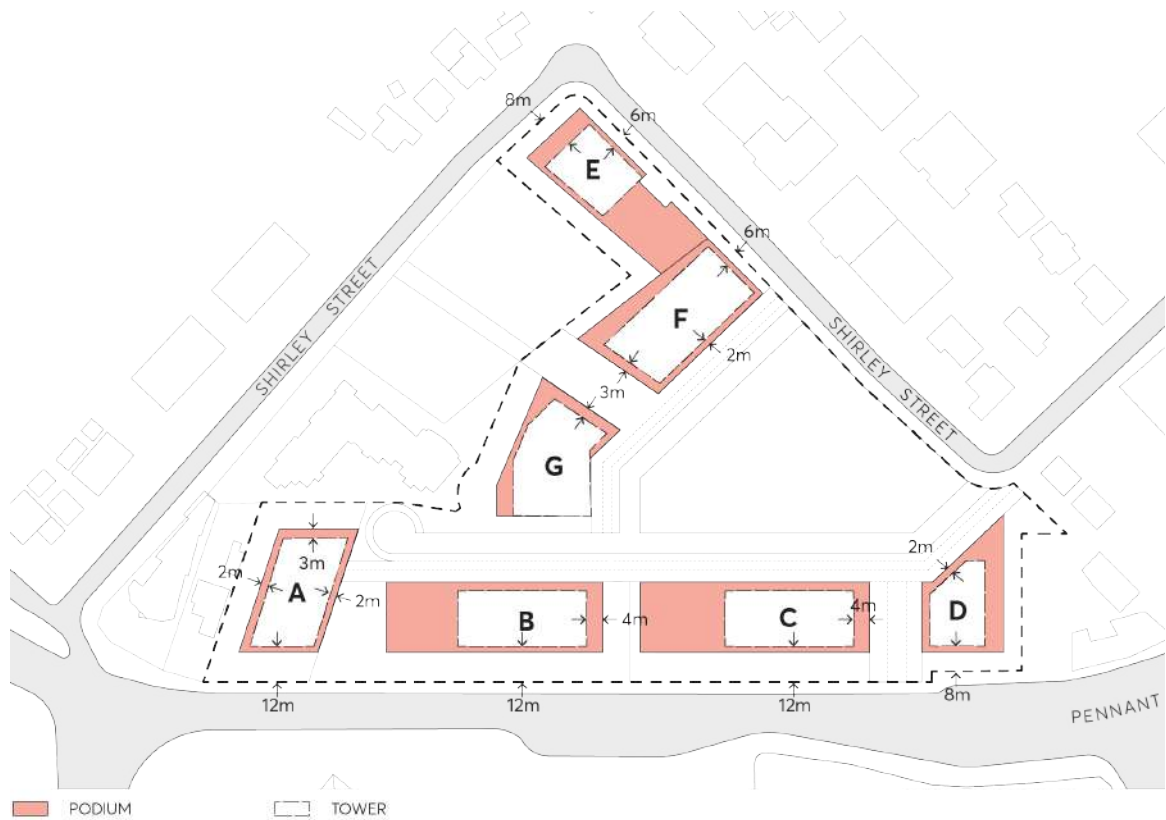 8m
6m
E
6m
SHIRLEY STREET
F
SHIRLEY STREET
2m
3m
G
2m
3m
2m
A
2m
B
4m
C
4m
D
12m
12m
12m
8m
PENNANT
PODIUM
TOWER